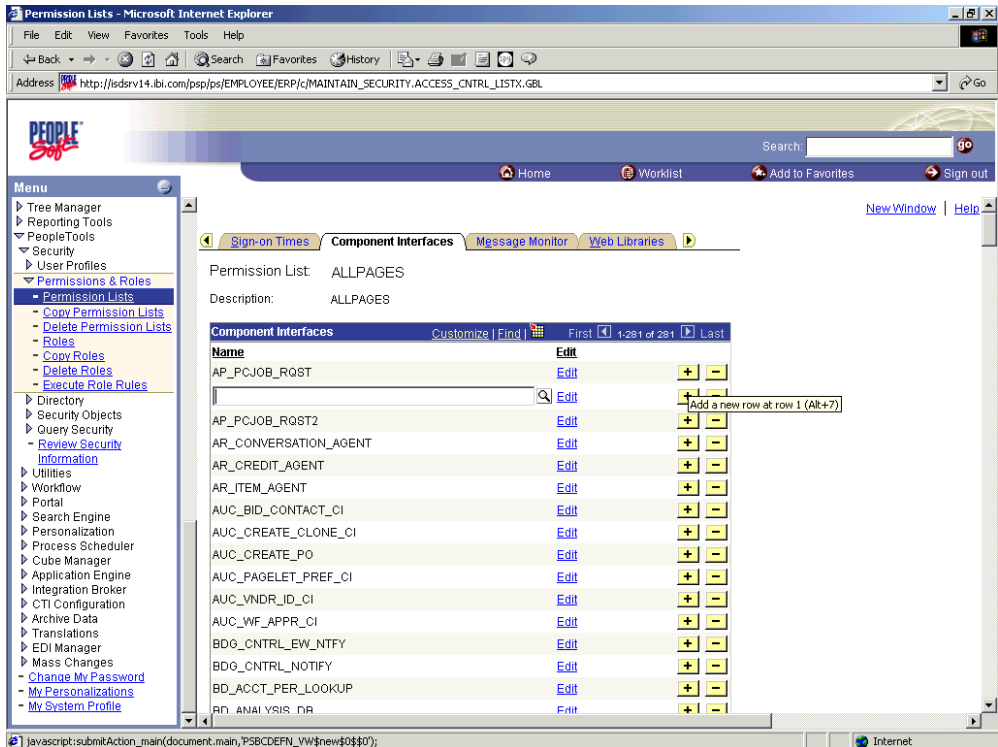 Permission Lists - Microsoft Internet Explorer
File Edit View Favorites Tools Help
Back Search Favorites History
Address http://isdsrv14.ibi.com/psp/ps/EMPLOYEE/ERP/c/MAINTAIN_SECURITY.ACCESS_CNTRL_LISTX.GBL Go
PEOPLE
Soft
Search: go
Home Worklist Add to Favorites Sign out
Menu
Tree Manager
Reporting Tools
PeopleTools
Security
User Profiles
Permissions & Roles
- Permission Lists
- Copy Permission Lists
- Delete Permission Lists
- Roles
- Copy Roles
- Delete Roles
- Execute Role Rules
Directory
Security Objects
Query Security
- Review Security
Information
Utilities
Workflow
Portal
Search Engine
Personalization
Process Scheduler
Cube Manager
Application Engine
Integration Broker
CTI Configuration
Archive Data
Translations
EDI Manager
Mass Changes
- Change My Password
- My Personalizations
- My System Profile
New Window | Help
Sign-on Times Component Interfaces Message Monitor Web Libraries
Permission List: ALLPAGES
Description: ALLPAGES
Component Interfaces Customize | Find | First 1-281 of 281 Last
Name Edit
AP_PCJOB_RQST Edit + -
Edit + -
Add a new row at row 1 (Alt+7)
AP_PCJOB_RQST2 Edit + -
AR_CONVERSATION_AGENT Edit + -
AR_CREDIT_AGENT Edit + -
AR_ITEM_AGENT Edit + -
AUC_BID_CONTACT_CI Edit + -
AUC_CREATE_CLONE_CI Edit + -
AUC_CREATE_PO Edit + -
AUC_PAGELET_PREF_CI Edit + -
AUC_VNDR_ID_CI Edit + -
AUC_WF_APPR_CI Edit + -
BDG_CNTRL_EW_NTFY Edit + -
BDG_CNTRL_NOTIFY Edit + -
BD_ACCT_PER_LOOKUP Edit + -
BD_ANALYSIS_DB Edit + -
javascript:submitAction_main(document.main,'PSBCDEFN_VW$new$0$$0'); Internet